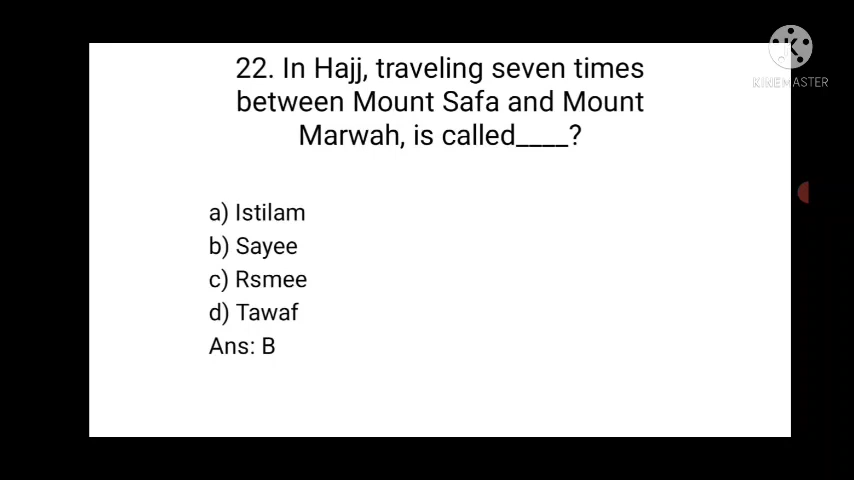 22. In Hajj, traveling seven times
between Mount Safa and Mount
Marwah, is called____?
a) Istilam
b) Sayee
c) Rsmee
d) Tawaf
Ans: B
K
KINEMASTER